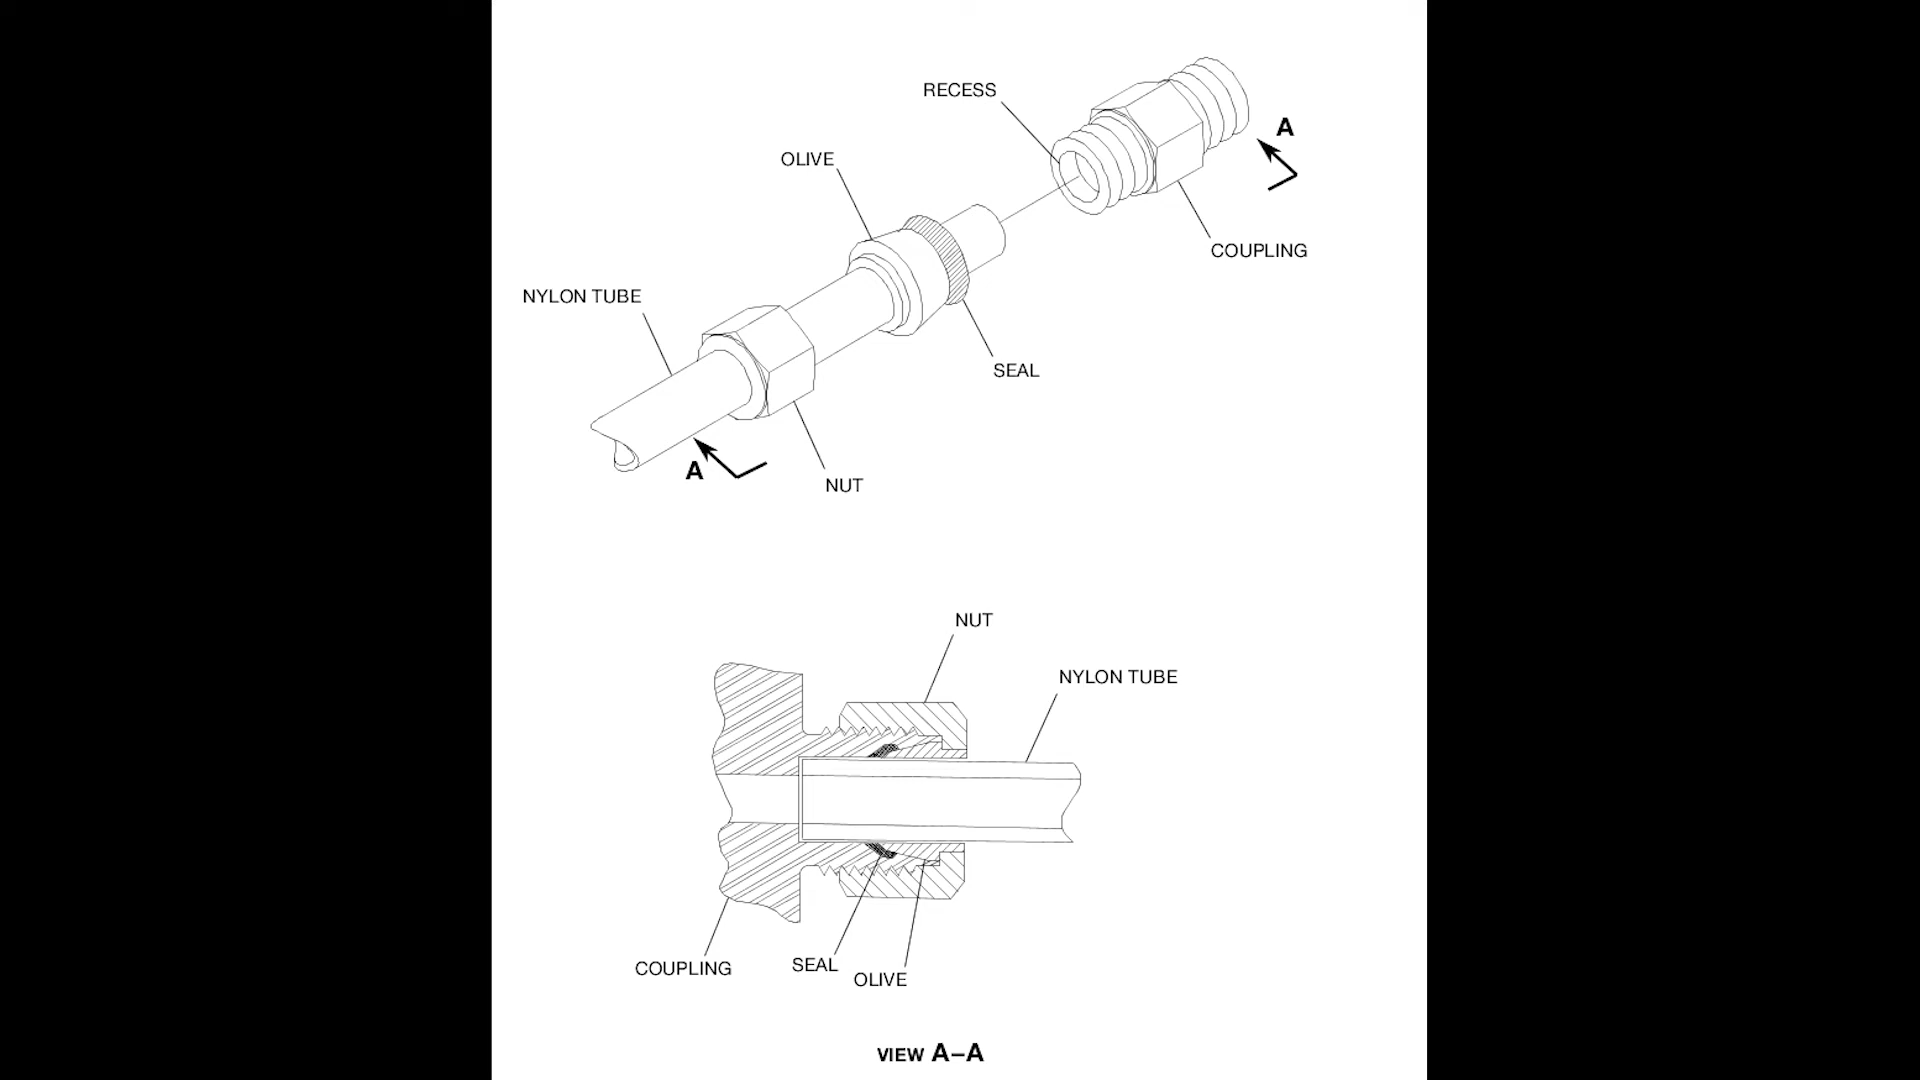 RECESS
A
OLIVE
COUPLING
NYLON TUBE
SEAL
A
NUT
NUT
NYLON TUBE
COUPLING
SEAL
OLIVE
VIEW A–A